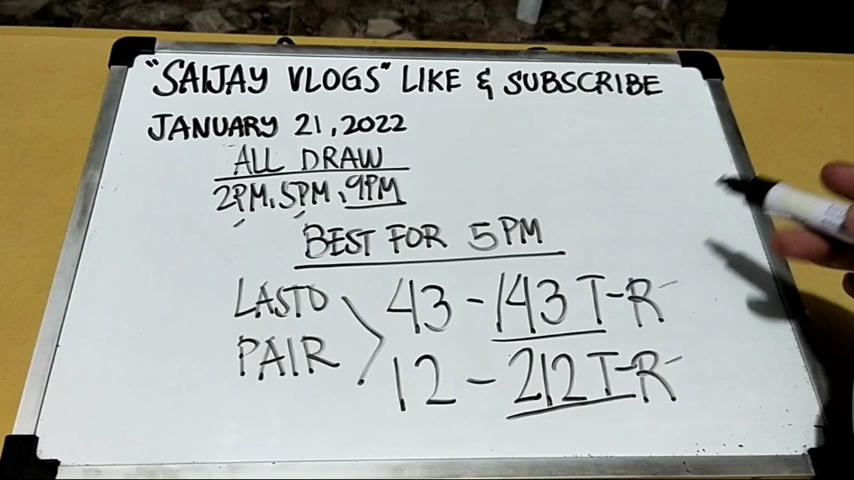 "SAIJAY VLOGS" LIKE & SUBSCRIBE
JANUARY 21, 2022
ALL DRAW
2PM, 5PM, 9PM
BEST FOR 5PM
LASTO 43 - 143 T-R
PAIR 12 - 212 T-R